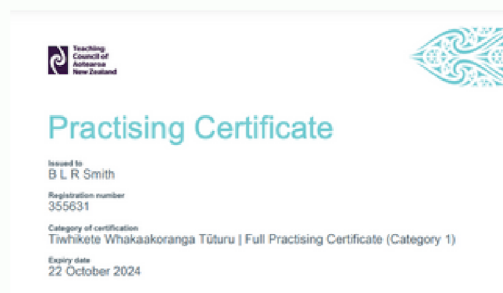 Teaching
Council of
Aotearoa
New Zealand
Practising Certificate
Issued to
B L R Smith
Registration number
355631
Category of certification
Tiwhikete Whakaakoranga Tūturu | Full Practising Certificate (Category 1)
Expiry date
22 October 2024